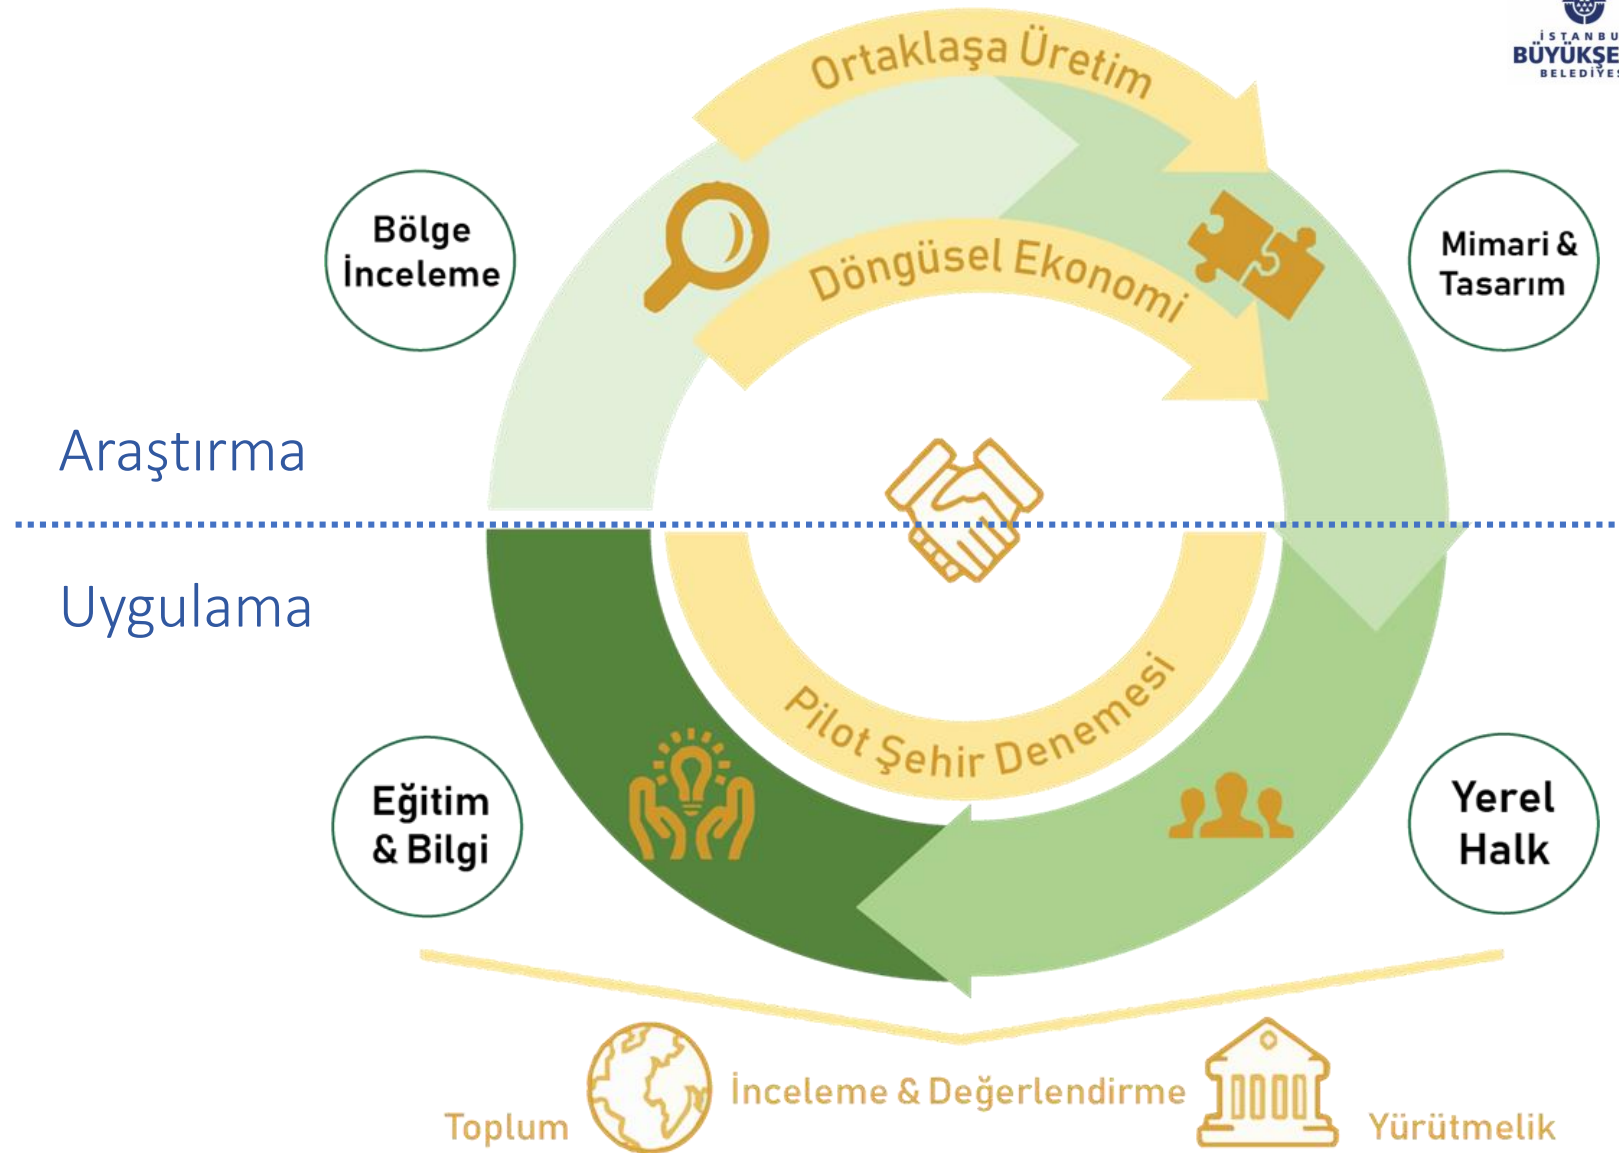 İSTANBU
BÜYÜKŞE
BELEDİYES
Ortaklaşa Üretim
Bölge
İnceleme
Mimari &
Tasarım
Döngüsel Ekonomi
Araştırma
Uygulama
Pilot Şehir Denemesi
Eğitim
& Bilgi
Yerel
Halk
İnceleme & Değerlendirme
Toplum
Yürütmelik